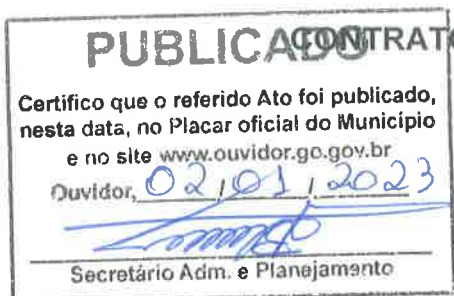 PUBLICADO CONTRATO
Certifico que o referido Ato foi publicado,
nesta data, no Placar oficial do Município
e no site www.ouvidor.go.gov.br
Ouvidor, 02/01/2023
Secretário Adm. e Planejamento